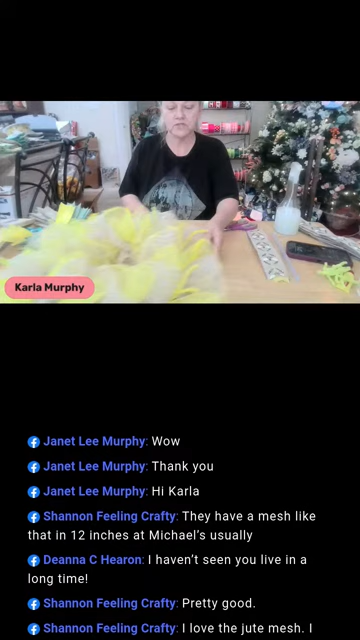 Karla Murphy
Janet Lee Murphy: Wow
Janet Lee Murphy: Thank you
Janet Lee Murphy: Hi Karla
Shannon Feeling Crafty: They have a mesh like
that in 12 inches at Michael's usually
Deanna C Hearon: I haven't seen you live in a
long time!
Shannon Feeling Crafty: Pretty good.
Shannon Feeling Crafty: I love the jute mesh. I